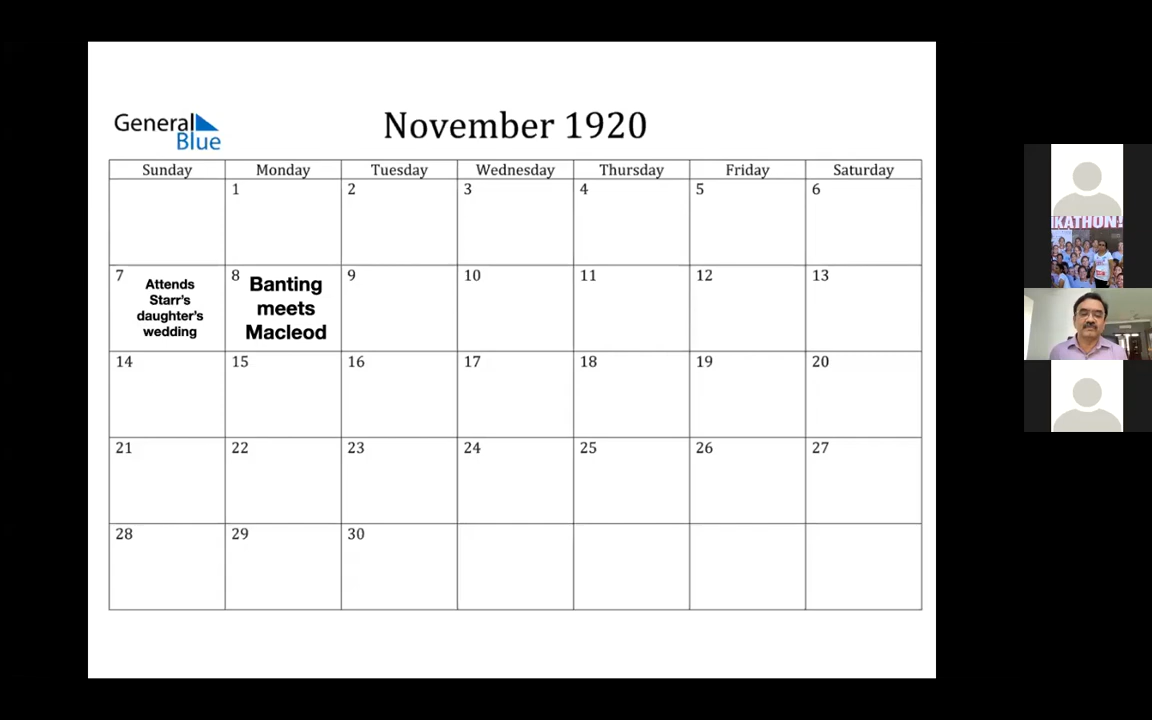 General
Blue
November 1920
Sunday Monday Tuesday Wednesday Thursday Friday Saturday
1 2 3 4 5 6
7 Attends
Starr's
daughter's
wedding
8 Banting
meets
Macleod
9 10 11 12 13
14 15 16 17 18 19 20
21 22 23 24 25 26 27
28 29 30
IKATHON!